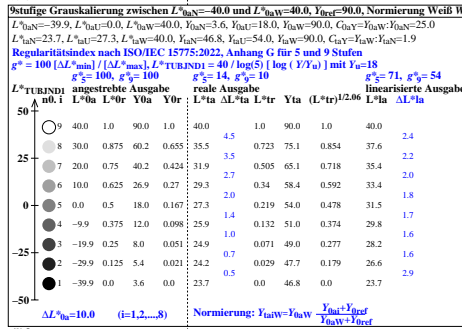 9stufige Grauskalierung zwischen L*0aN=−40.0 und L*0aW=40.0, Y0ref=90.0, Normierung Weiß W
L*0aN=−39.9, L*0aU=0.0, L*0aW=40.0, Y0aN=3.6, Y0aU=18.0, Y0aW=90.0, C0aY=Y0aW:Y0aN=25.0
L*taN=23.7, L*taU=27.3, L*taW=40.0, YtaN=46.8, YtaU=54.0, YtaW=90.0, CtaY=YtaW:YtaN=1.9
Regularitätsindex nach ISO/IEC 15775:2022, Anhang G für 5 und 9 Stufen
g* = 100 [ΔL*min] / [ΔL*max], L*TUBJND1=40 / log(5) [ log ( Y/Yu) ] mit Yu=18
g*5= 100, g*9= 100 g*5= 14, g*9= 10 g*5= 71, g*9= 54
L*TUBJND1 angestrebte Ausgabe reale Ausgabe linearisierte Ausgabe
n0. i L*0a L*0r Y0a Y0r L*ta ΔL*ta L*tr Yta (L*tr)1/2.06 L*la ΔL*la
9 40.0 1.0 90.0 1.0 40.0 1.0 90.0 1.0 40.0
4.5 2.4
8 30.0 0.875 60.2 0.655 35.5 0.723 75.1 0.854 37.6
3.5 2.2
7 20.0 0.75 40.2 0.424 31.9 0.505 65.1 0.718 35.4
2.7 2.0
6 10.0 0.625 26.9 0.27 29.3 0.34 58.4 0.592 33.4
2.0 1.8
5 0.0 0.5 18.0 0.167 27.3 0.219 54.0 0.478 31.5
1.4 1.7
4 −9.9 0.375 12.0 0.098 25.9 0.132 51.0 0.374 29.8
1.0 1.6
3 −19.9 0.25 8.0 0.051 24.9 0.071 49.0 0.277 28.2
0.7 1.6
2 −29.9 0.125 5.4 0.021 24.2 0.029 47.7 0.179 26.6
0.5 2.9
1 −39.9 0.0 3.6 0.0 23.7 0.0 46.8 0.0 23.7
50
25
0
−25
−50
ΔL*0a=10.0 (i=1,2,...,8) Normierung: YtaiW=Y0aW Y0ai+Y0ref
Y0aW+Y0ref